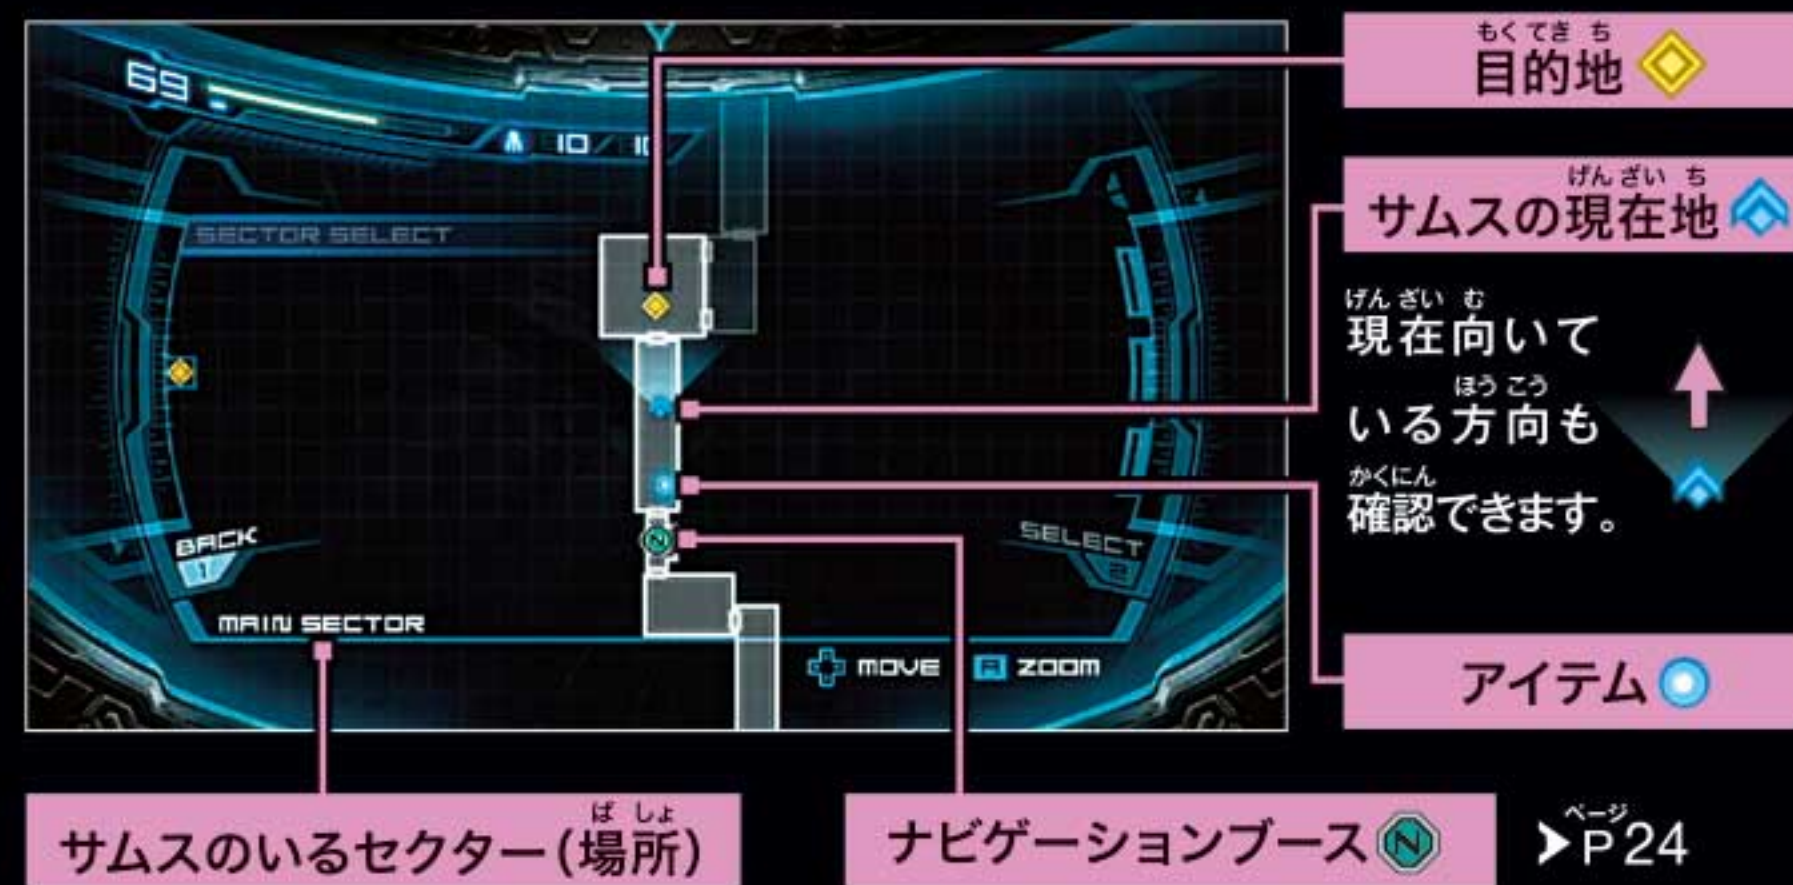 69
10/10
SECTOR SELECT
BACK
1
SELECT
2
MAIN SECTOR
MOVE
A ZOOM
もくてきち
目的地
げんざいち
サムスの現在地
げんざい む
現在向いて
ほうこう
いる方向も
かくにん
確認できます。
アイテム
ばしょ
サムスのいるセクター(場所)
N
ナビゲーションブース N
ページ
P24